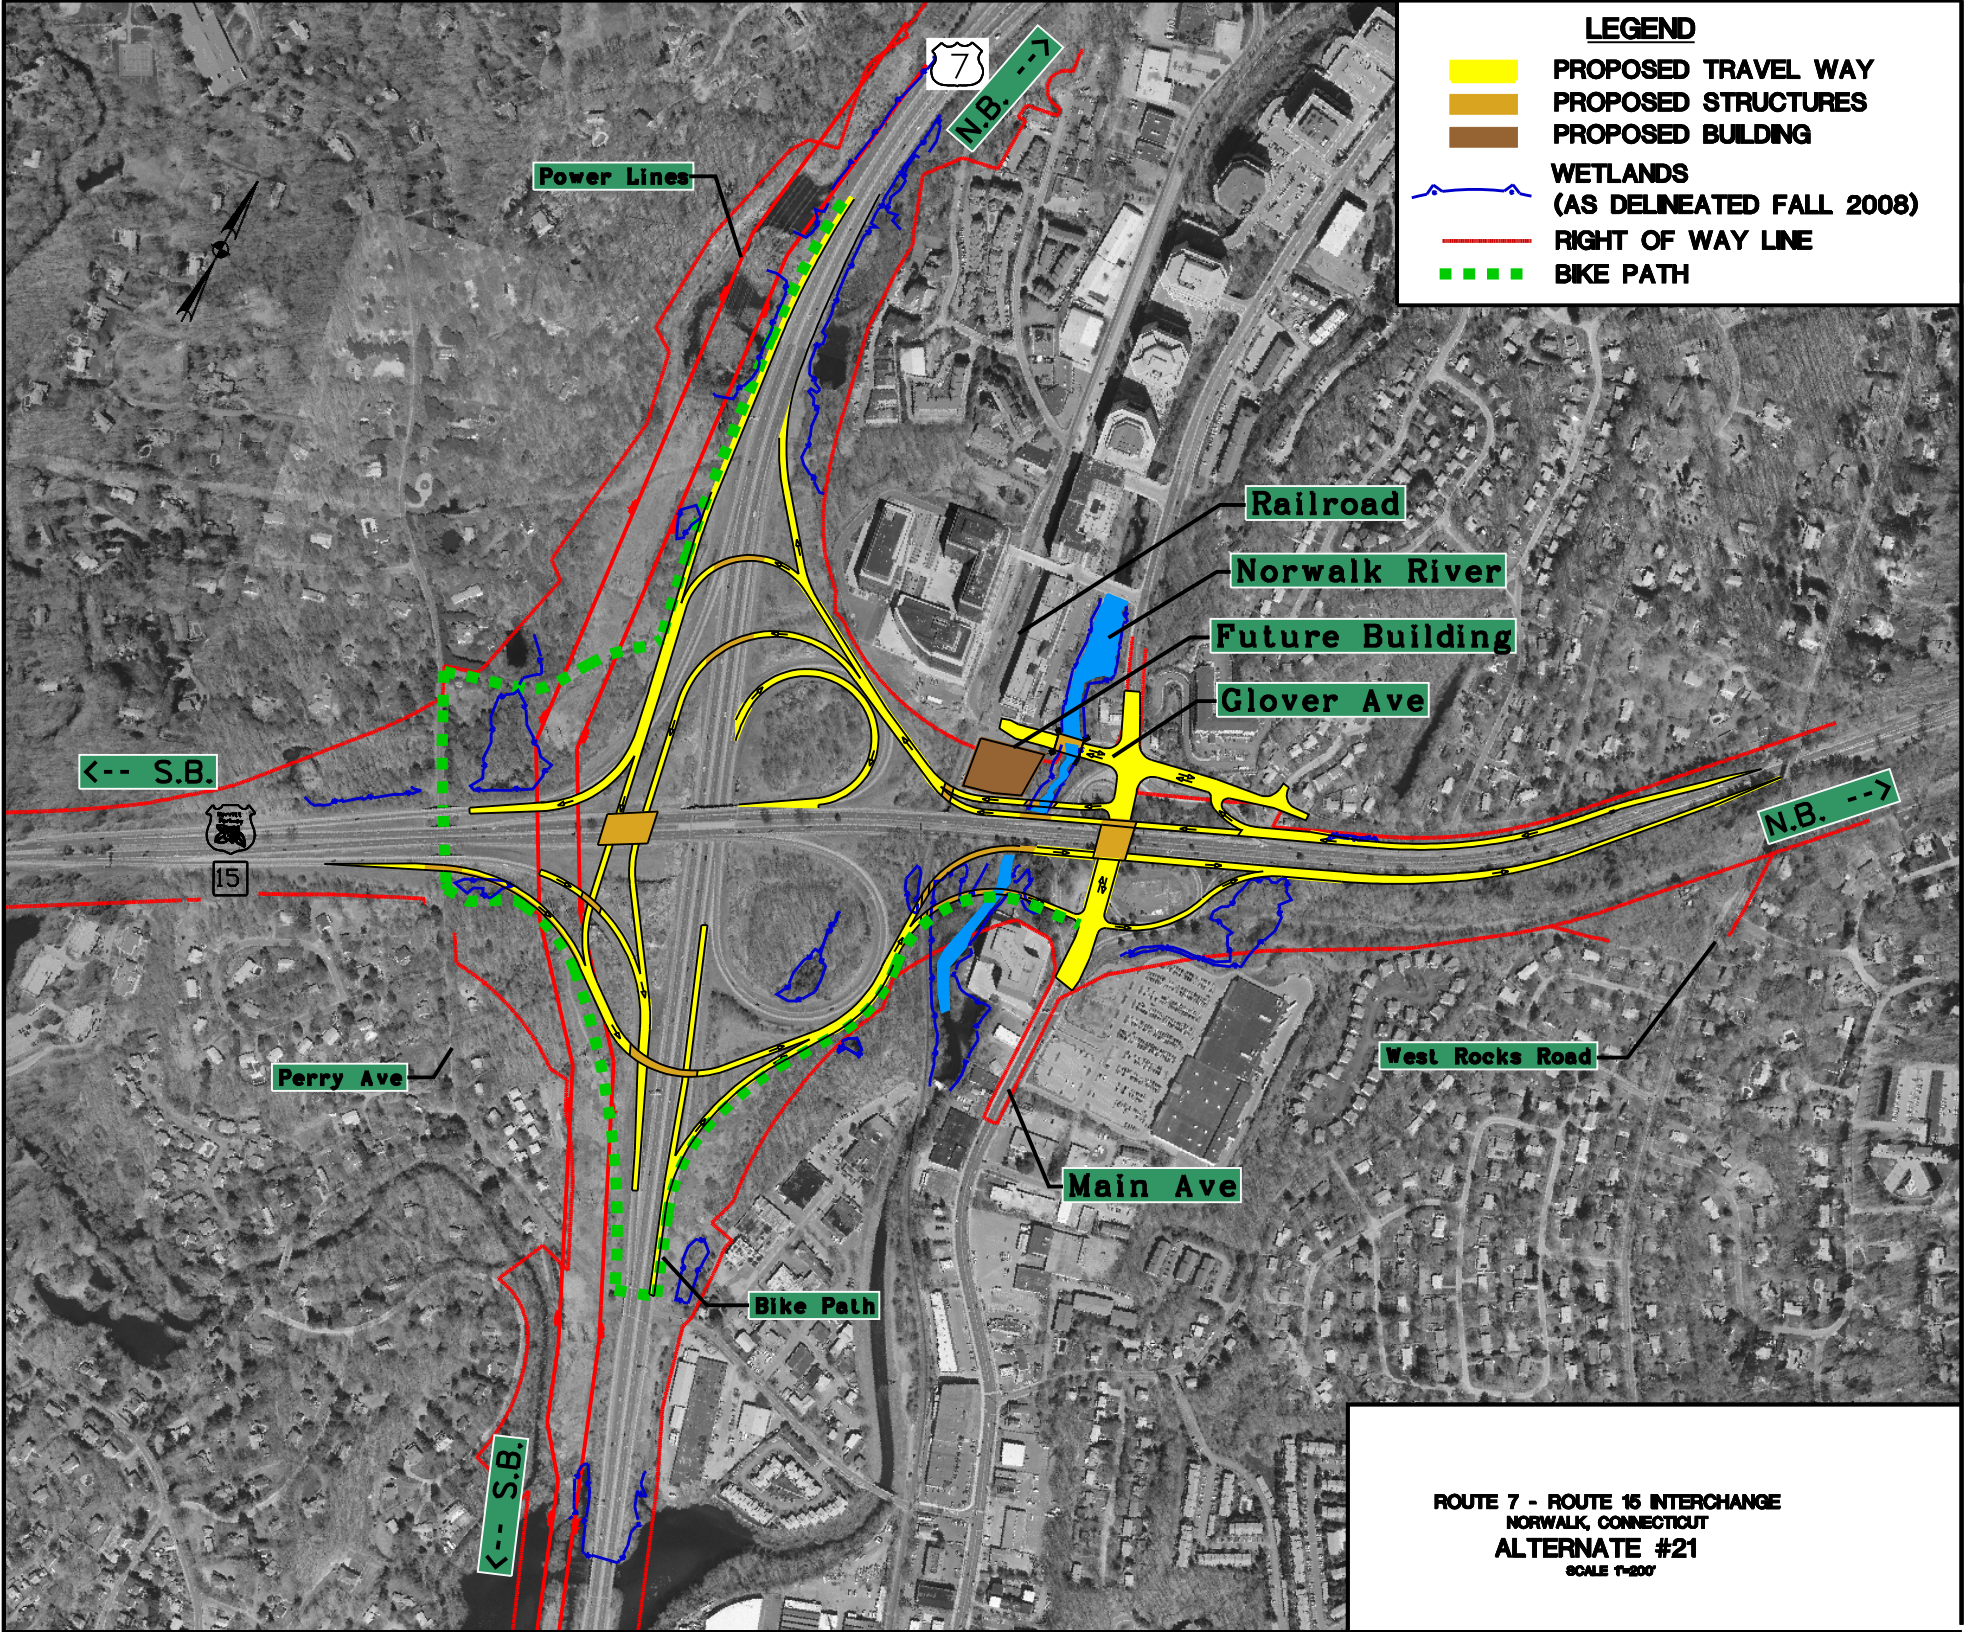 LEGEND
PROPOSED TRAVEL WAY
PROPOSED STRUCTURES
PROPOSED BUILDING
WETLANDS
(AS DELINEATED FALL 2008)
RIGHT OF WAY LINE
BIKE PATH
7
N.B. -->
Power Lines
Railroad
Norwalk River
Future Building
Glover Ave
<-- S.B.
Merritt
Parkway
15
N.B. -->
Perry Ave
West Rocks Road
Main Ave
Bike Path
<-- S.B.
ROUTE 7 - ROUTE 15 INTERCHANGE
NORWALK, CONNECTICUT
ALTERNATE #21
SCALE 1"=200'